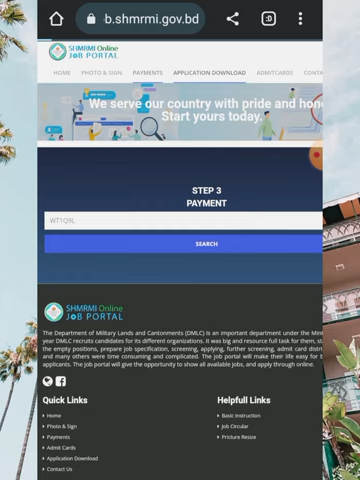 b.shmrmi.gov.bd
SHMRMI Online
JOB PORTAL
HOME PHOTO & SIGN PAYMENTS APPLICATION DOWNLOAD ADMITCARDS CONTA
We serve our country with pride and hono
Start yours today.
STEP 3
PAYMENT
WT1Q9L
SEARCH
SHMRMI Online
JOB PORTAL
The Department of Military Lands and Cantonments (DMLC) is an important department under the Mini
year DMLC recruits candidates for its different organizations. It was big and resource full task for them, sta
the empty positions, prepare job specification, screening, applying, further screening, admit card distri
and many others were time consuming and complicated. The job portal will make their life easy for b
applicants. The job portal will give the opportunity to show all available jobs, and apply through online.
Quick Links
Helpfull Links
Home
Basic Instruction
Photo & Sign
Job Circular
Payments
Pricture Resize
Admit Cards
Application Download
Contact Us